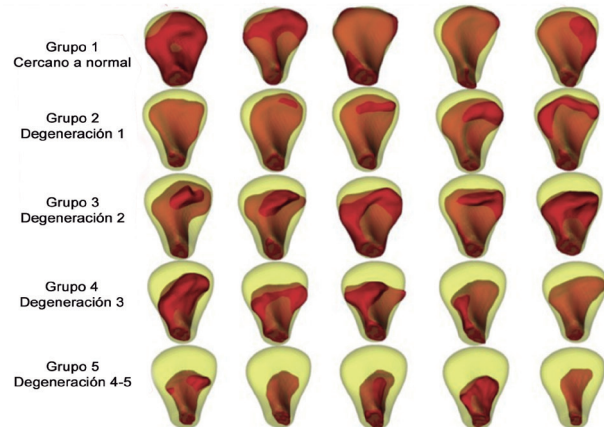 Grupo 1
Cercano a normal
Grupo 2
Degeneración 1
Grupo 3
Degeneración 2
Grupo 4
Degeneración 3
Grupo 5
Degeneración 4-5